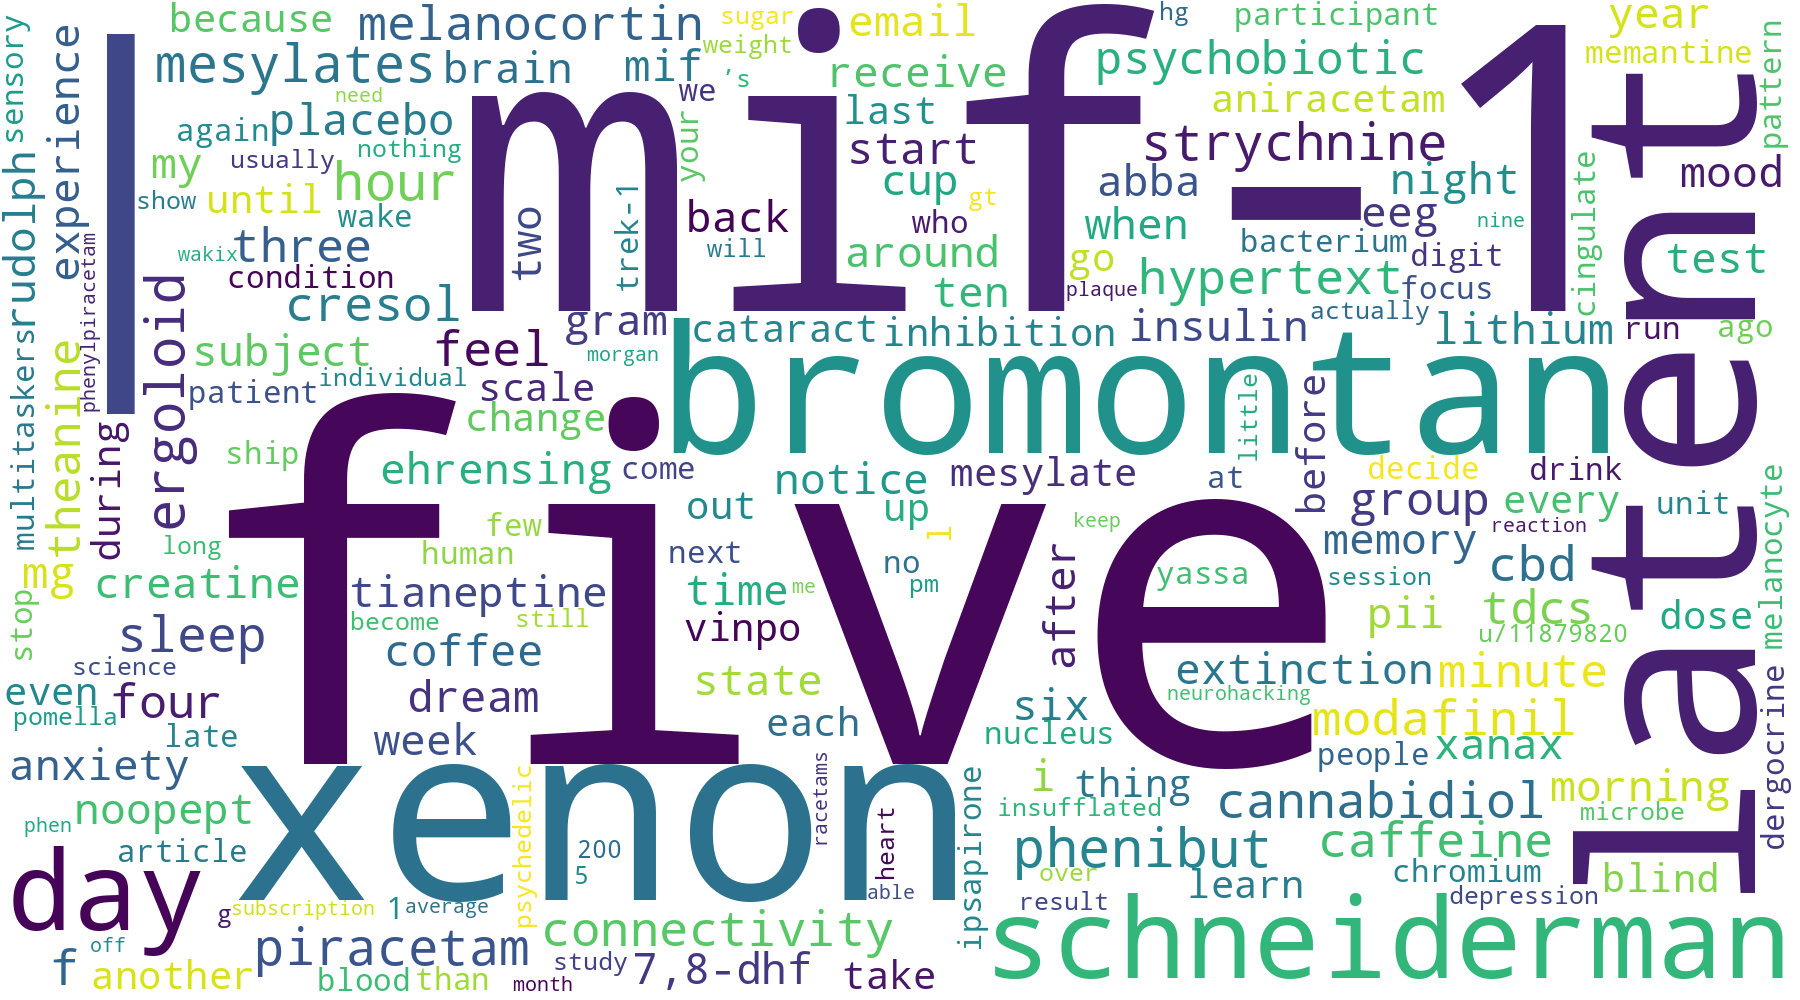 because
melanocortin
sugar
email
hg
participant
year
mesylates
brain
mif
weight
's
receive
psychobiotic
memantine
sensory
experience
|
mif-1
need
we
last
aniracetam
pattern
again
placebo
your
start
strychnine
latent
my
usually
nothing
hour
cup
abba
night
mood
show
until
wake
two
trek-1
back
who
gt
when
eeg
nine
cingulate
rudolph
multitaskers
wakix
three
will
around
go
bacterium
digit
test
phenylpiracetam
ergoloid
condition
cresol
ten
plaque
hypertext
focus
gram
cataract
inhibition
insulin
actually
lithium
run
ago
theanine
subject
feel
morgan
bromontan
patient
individual
scale
little
before
during
change
ship
ehrensing
five
come
notice
mesylate
at
decide
drink
group
every
unit
melanocyte
long
few
out
up
l
keep
reaction
mg
human
next
no
after
memory
creatine
tianeptine
time
me
pm
yassa
session
cbd
stop
become
still
vinpo
pii
tdcs
dose
u/11879820
sleep
science
coffee
state
extinction
minute
even
four
dream
neurohacking
pomella
late
week
each
six
nucleus
modafinil
dergocrine
anxiety
xenon
people
xanax
noopept
psychedelic
racetams
ipsapirone
i
thing
insufflated
cannabidiol
morning
microbe
phen
article
200
heart
phenibut
caffeine
day
5
able
over
learn
chromium
blind
g
subscription
1
average
result
depression
off
f
piracetam
connectivity
schneiderman
another
blood
than
study
month
7,8-dhf
take